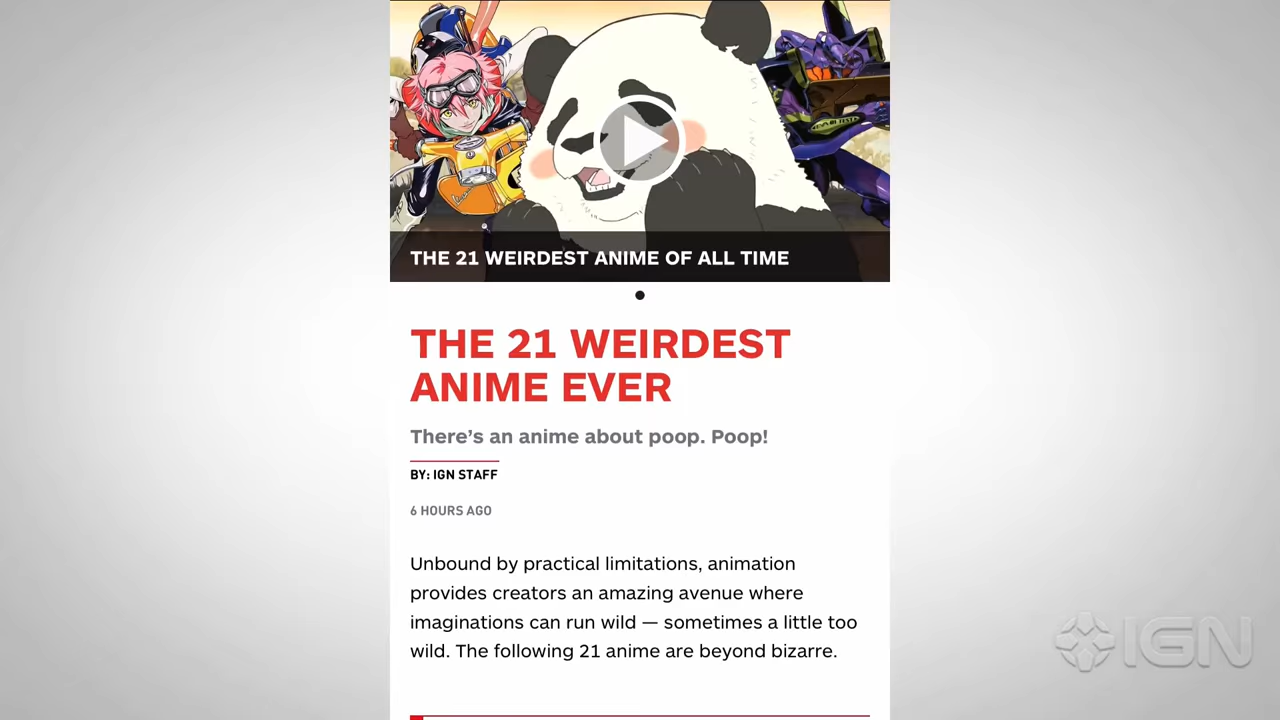 THE 21 WEIRDEST ANIME OF ALL TIME
THE 21 WEIRDEST
ANIME EVER
There's an anime about poop. Poop!
BY: IGN STAFF
6 HOURS AGO
Unbound by practical limitations, animation
provides creators an amazing avenue where
imaginations can run wild — sometimes a little too
wild. The following 21 anime are beyond bizarre.
IGN